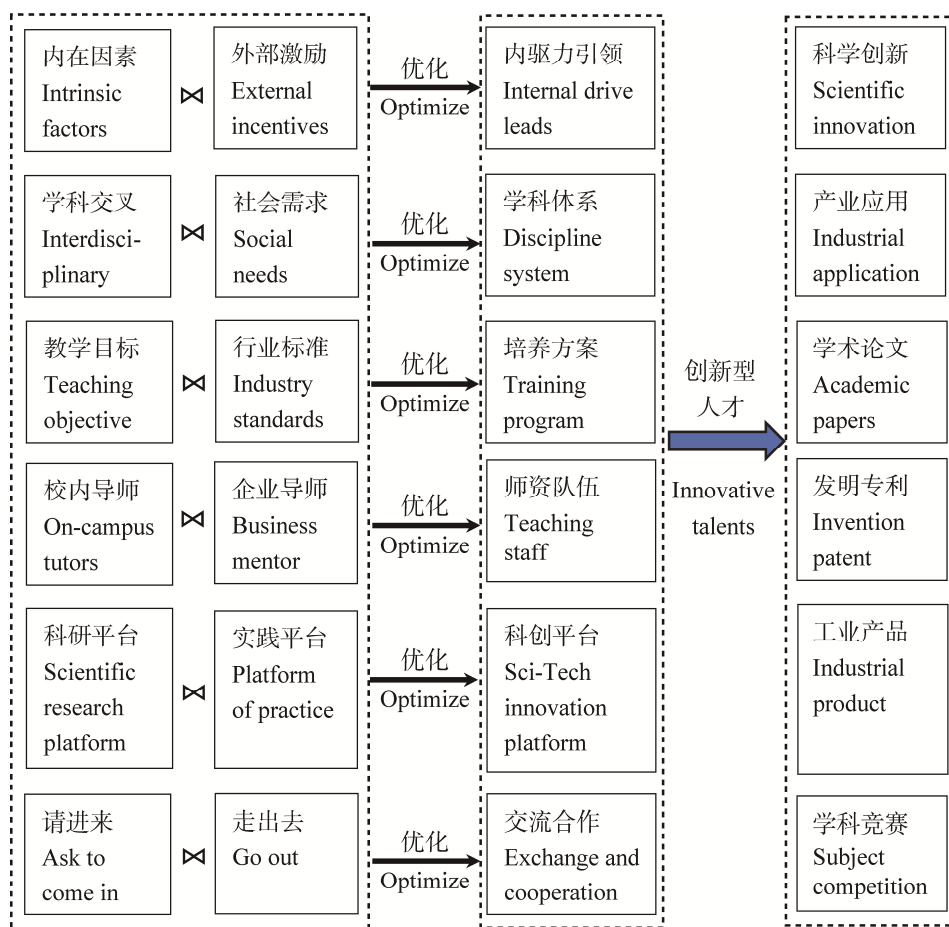 内在因素
Intrinsic
factors
外部激励
External
incentives
优化
Optimize
内驱力引领
Internal drive
leads
科学创新
Scientific
innovation
学科交叉
Interdisci-
plinary
社会需求
Social
needs
优化
Optimize
学科体系
Discipline
system
产业应用
Industrial
application
教学目标
Teaching
objective
行业标准
Industry
standards
优化
Optimize
培养方案
Training
program
创新型
人才
Innovative
talents
学术论文
Academic
papers
校内导师
On-campus
tutors
企业导师
Business
mentor
优化
Optimize
师资队伍
Teaching
staff
发明专利
Invention
patent
科研平台
Scientific
research
platform
实践平台
Platform
of practice
优化
Optimize
科创平台
Sci-Tech
innovation
platform
工业产品
Industrial
product
请进来
Ask to
come in
走出去
Go out
优化
Optimize
交流合作
Exchange and
cooperation
学科竞赛
Subject
competition